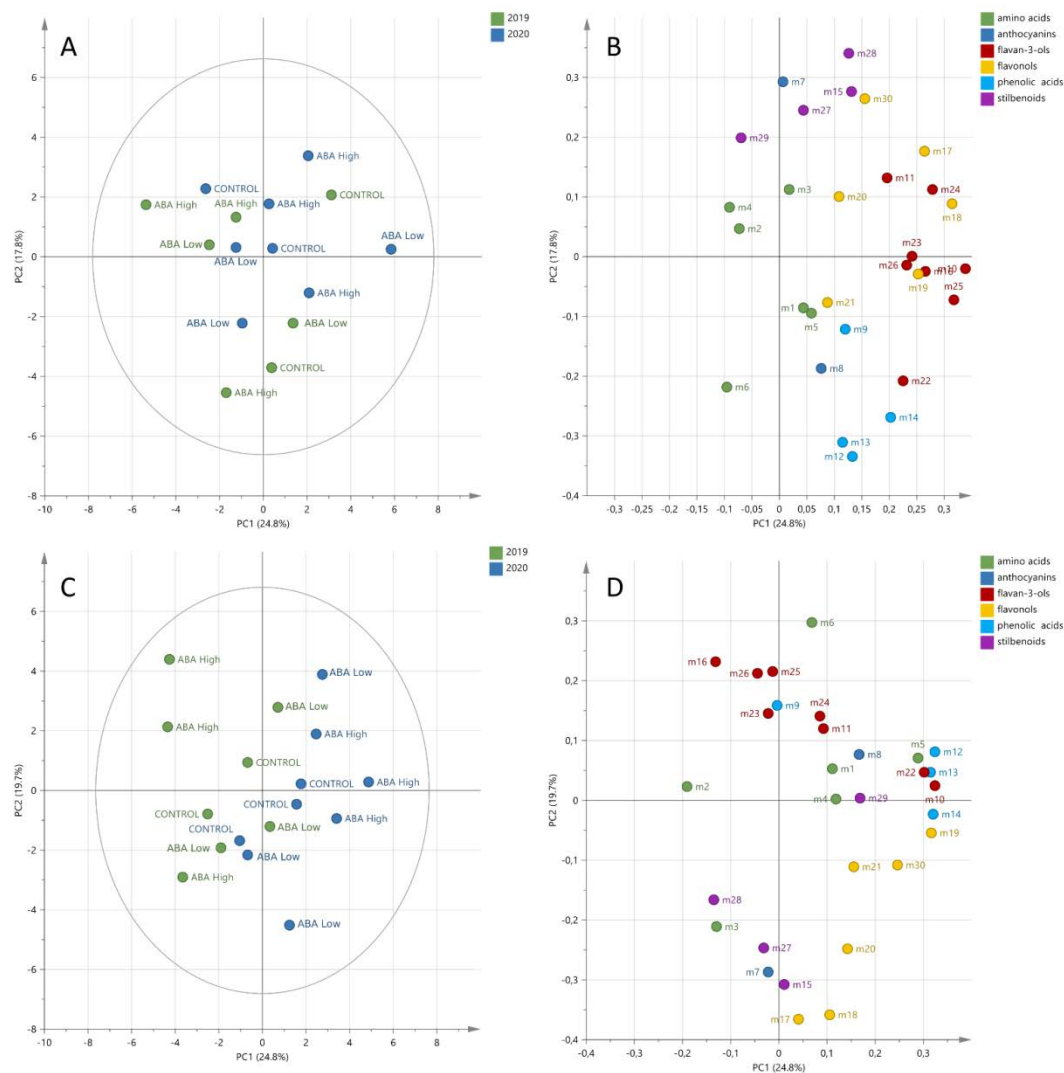 A
2019
2020
PC2 (17.8%)
6
4
2
0
-2
-4
-6
-8
ABA High
CONTROL
CONTROL
ABA High
ABA High
ABA High
ABA Low
ABA Low
ABA Low
CONTROL
ABA High
ABA Low
ABA Low
CONTROL
ABA High
-10
-8
-6
-4
-2
0
2
4
6
8
PC1 (24.8%)
B
amino acids
anthocyanins
flavan-3-ols
flavonols
phenolic acids
stilbenoids
PC2 (17.8%)
0,3
0,2
0,1
0
-0,1
-0,2
-0,3
-0,4
m28
m7
m15
m30
m27
m29
m17
m11
m3
m24
m20
m4
m18
m2
m23
m26
m16
m10
m19
m25
m21
m1
m5
m9
m8
m6
m22
m14
m13
m12
-0,3
-0,25
-0,2
-0,15
-0,1
-0,05
0
0,05
0,1
0,15
0,2
0,25
0,3
PC1 (24.8%)
C
2019
2020
PC2 (19.7%)
6
4
2
0
-2
-4
-6
-8
ABA High
ABA Low
ABA Low
ABA High
ABA High
CONTROL
CONTROL
ABA High
CONTROL
CONTROL
ABA High
CONTROL
ABA Low
ABA Low
ABA Low
ABA High
ABA Low
-10
-8
-6
-4
-2
0
2
4
6
8
PC1 (24.8%)
D
amino acids
anthocyanins
flavan-3-ols
flavonols
phenolic acids
stilbenoids
PC2 (19.7%)
0,3
0,2
0,1
0
-0,1
-0,2
-0,3
-0,4
m6
m16
m26
m25
m9
m23
m24
m11
m8
m5
m12
m1
m22
m13
m2
m4
m29
m10
m14
m19
m21
m30
m28
m3
m20
m27
m7
m15
m17
m18
-0,4
-0,3
-0,2
-0,1
0
0,1
0,2
0,3
PC1 (24.8%)